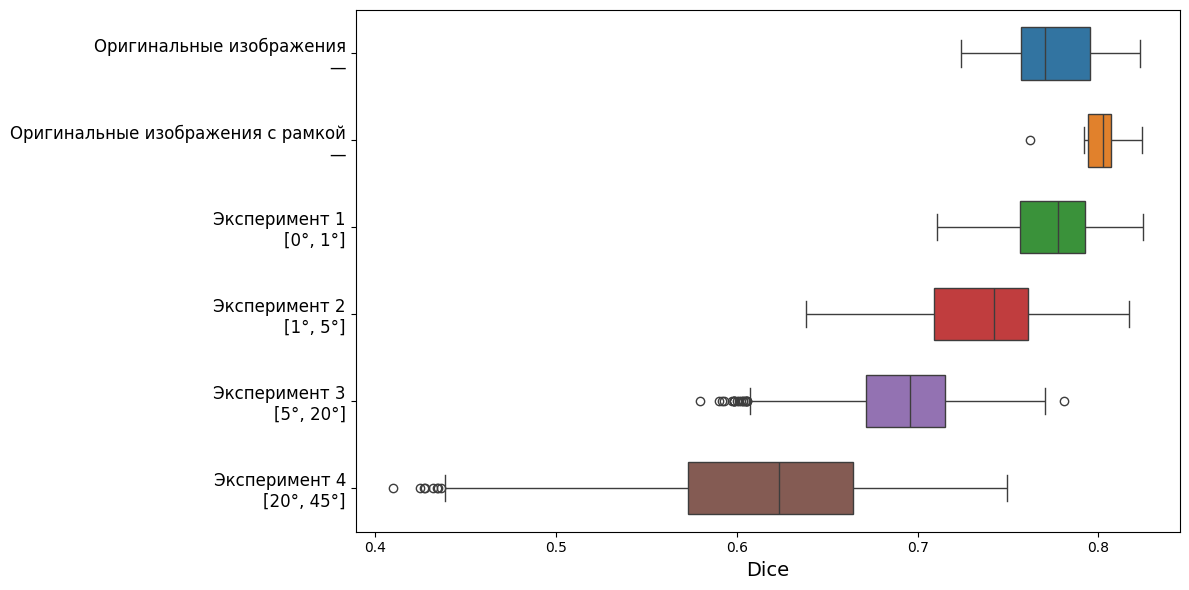 Оригинальные изображения
—
Оригинальные изображения с рамкой
—
Эксперимент 1
[0°, 1°]
Эксперимент 2
[1°, 5°]
Эксперимент 3
[5°, 20°]
Эксперимент 4
[20°, 45°]
0.4 0.5 0.6 0.7 0.8
Dice